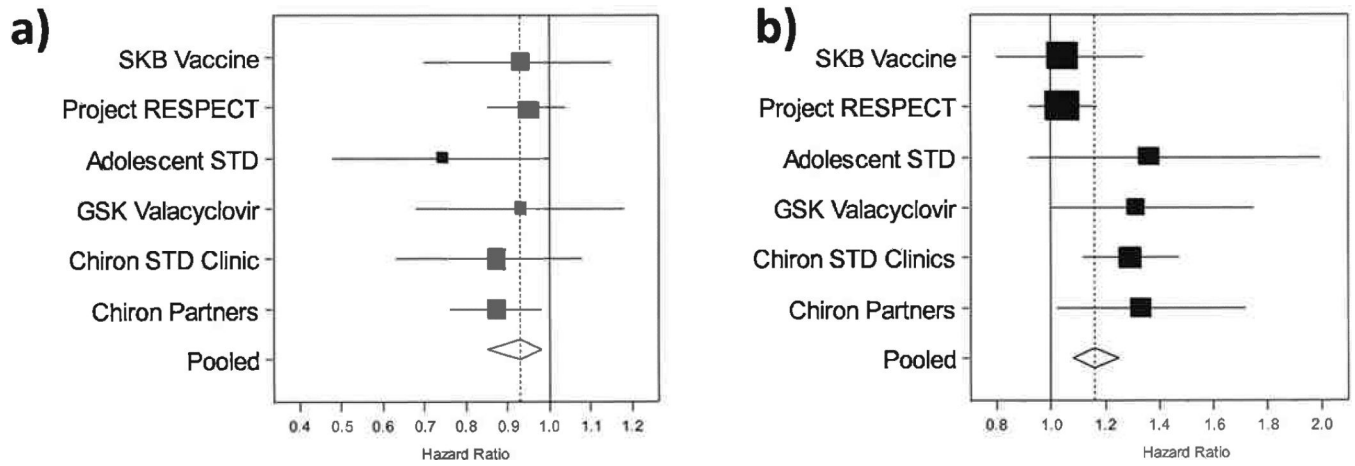 a)
SKB Vaccine
Project RESPECT
Adolescent STD
GSK Valacyclovir
Chiron STD Clinic
Chiron Partners
Pooled
0.4 0.5 0.6 0.7 0.8 0.9 1.0 1.1 1.2
Hazard Ratio
b)
SKB Vaccine
Project RESPECT
Adolescent STD
GSK Valacyclovir
Chiron STD Clinics
Chiron Partners
Pooled
0.8 1.0 1.2 1.4 1.6 1.8 2.0
Hazard Ratio